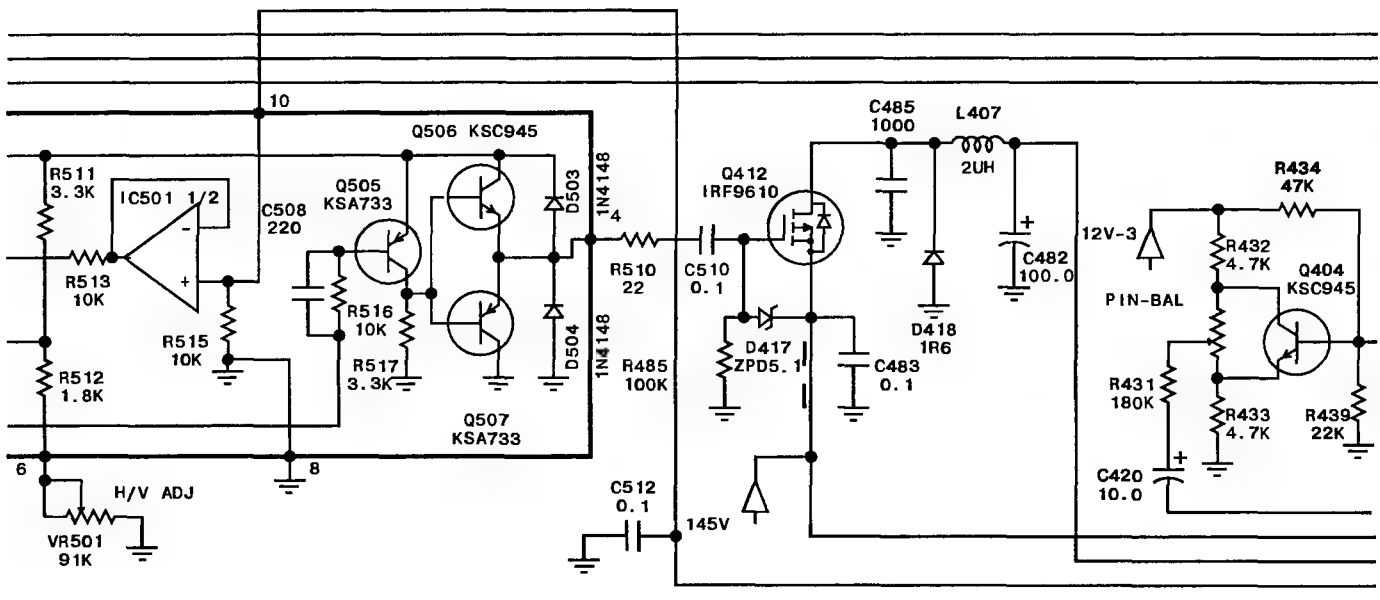 10
Q506 KSC945
R511
3.3K
IC501 1/2
-
+
R513
10K
R515
10K
R512
1.8K
C508
220
Q505
KSA733
R516
10K
R517
3.3K
Q507
KSA733
D503
1N4148
D504
1N4148
4
6
8
H/V ADJ
VR501
91K
R510
22
C510
0.1
Q412
IRF9610
C485
1000
L407
2UH
R485
100K
D417
ZPD5.1
C483
0.1
D418
1R6
+
C482
100.0
C512
0.1
145V
12V-3
PIN-BAL
R434
47K
R432
4.7K
Q404
KSC945
R431
180K
R433
4.7K
R439
22K
+
C420
10.0